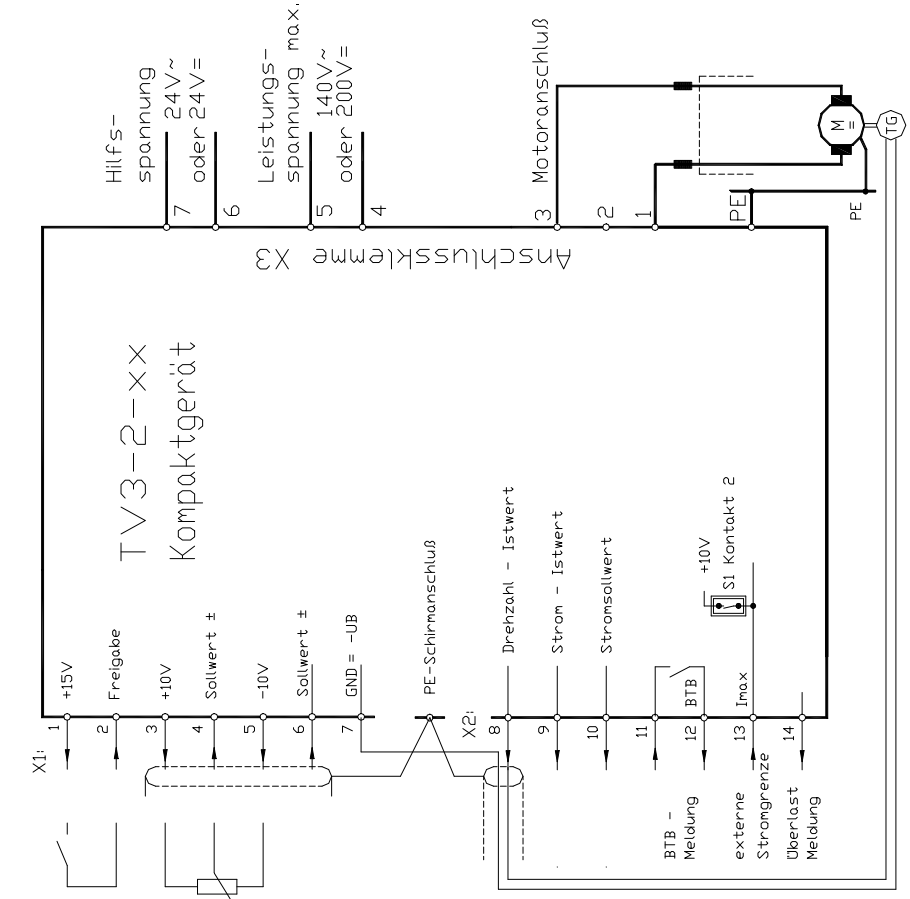 Hilfs-
spannung
24V~
oder 24V=
Leistungs-
spannung max.
140V~
oder 200V=
Motoranschluß
M
=
TG
7
6
5
4
3
2
1
PE
PE
Anschlussklemme X3
TV3-2-xx
Kompaktgerät
+15V
Freigabe
+10V
Sollwert ±
-10V
Sollwert ±
GND = -UB
PE-Schirmanschluß
Drehzahl - Istwert
Strom - Istwert
Stromsollwert
BTB
+10V
S1 Kontakt 2
Imax
X1:
1
2
3
4
5
6
7
X2:
8
9
10
11
12
13
14
BTB -
Meldung
externe
Stromgrenze
Überlast
Meldung